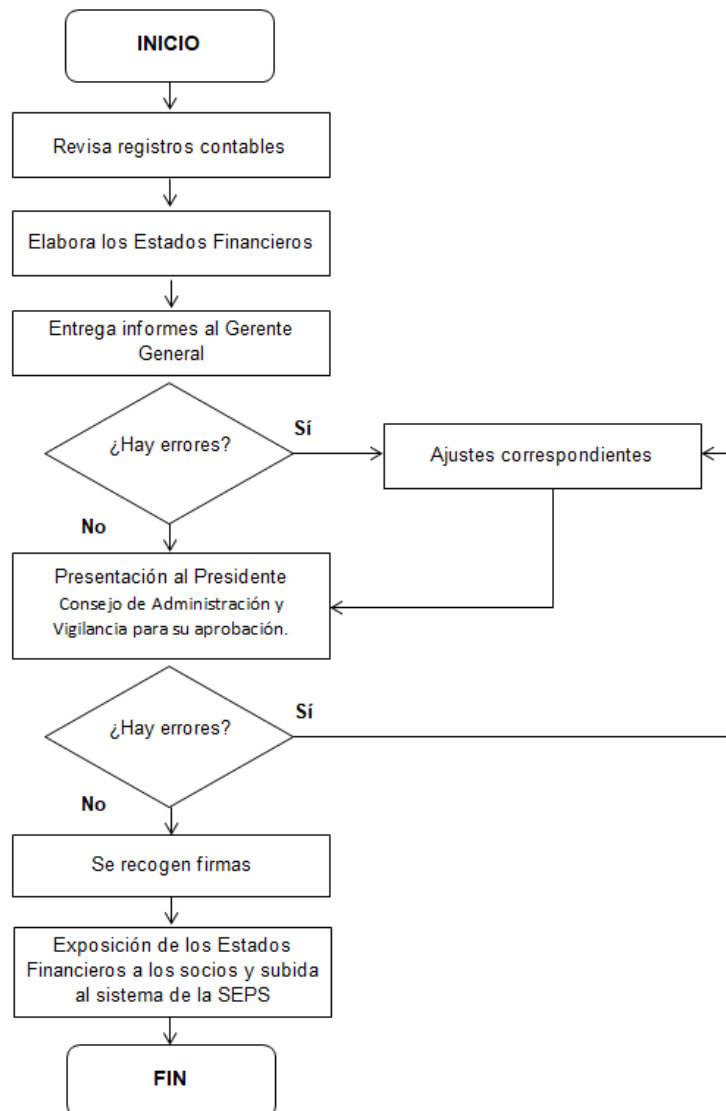 INICIO
Revisa registros contables
Elabora los Estados Financieros
Entrega informes al Gerente
General
¿Hay errores?
Sí
Ajustes correspondientes
No
Presentación al Presidente
Consejo de Administración y
Vigilancia para su aprobación.
¿Hay errores?
Sí
No
Se recogen firmas
Exposición de los Estados
Financieros a los socios y subida
al sistema de la SEPS
FIN